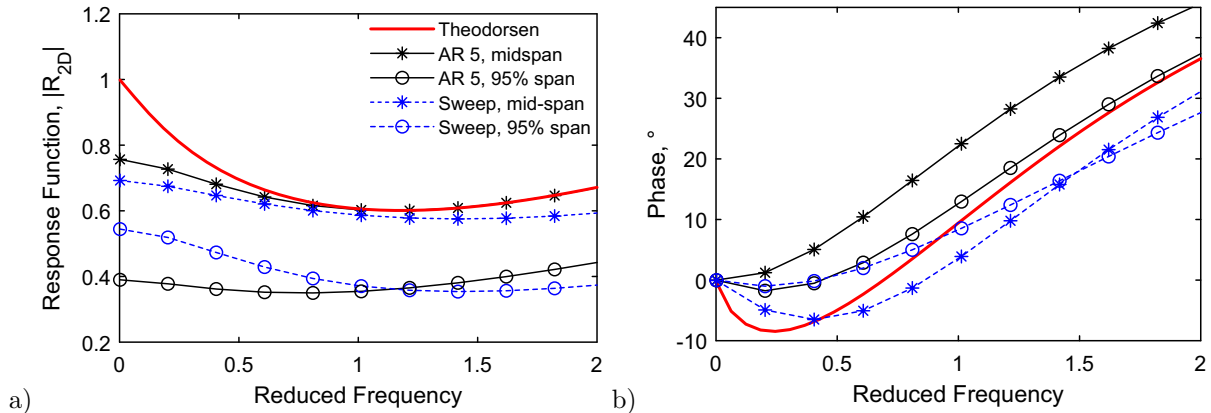 1.2
1
0.8
0.6
0.4
0.2
Response Function, |R2D|
Theodorsen
AR 5, midspan
AR 5, 95% span
Sweep, mid-span
Sweep, 95% span
0 0.5 1 1.5 2
Reduced Frequency
a)
40
30
20
10
0
-10
Phase,°
0 0.5 1 1.5 2
Reduced Frequency
b)